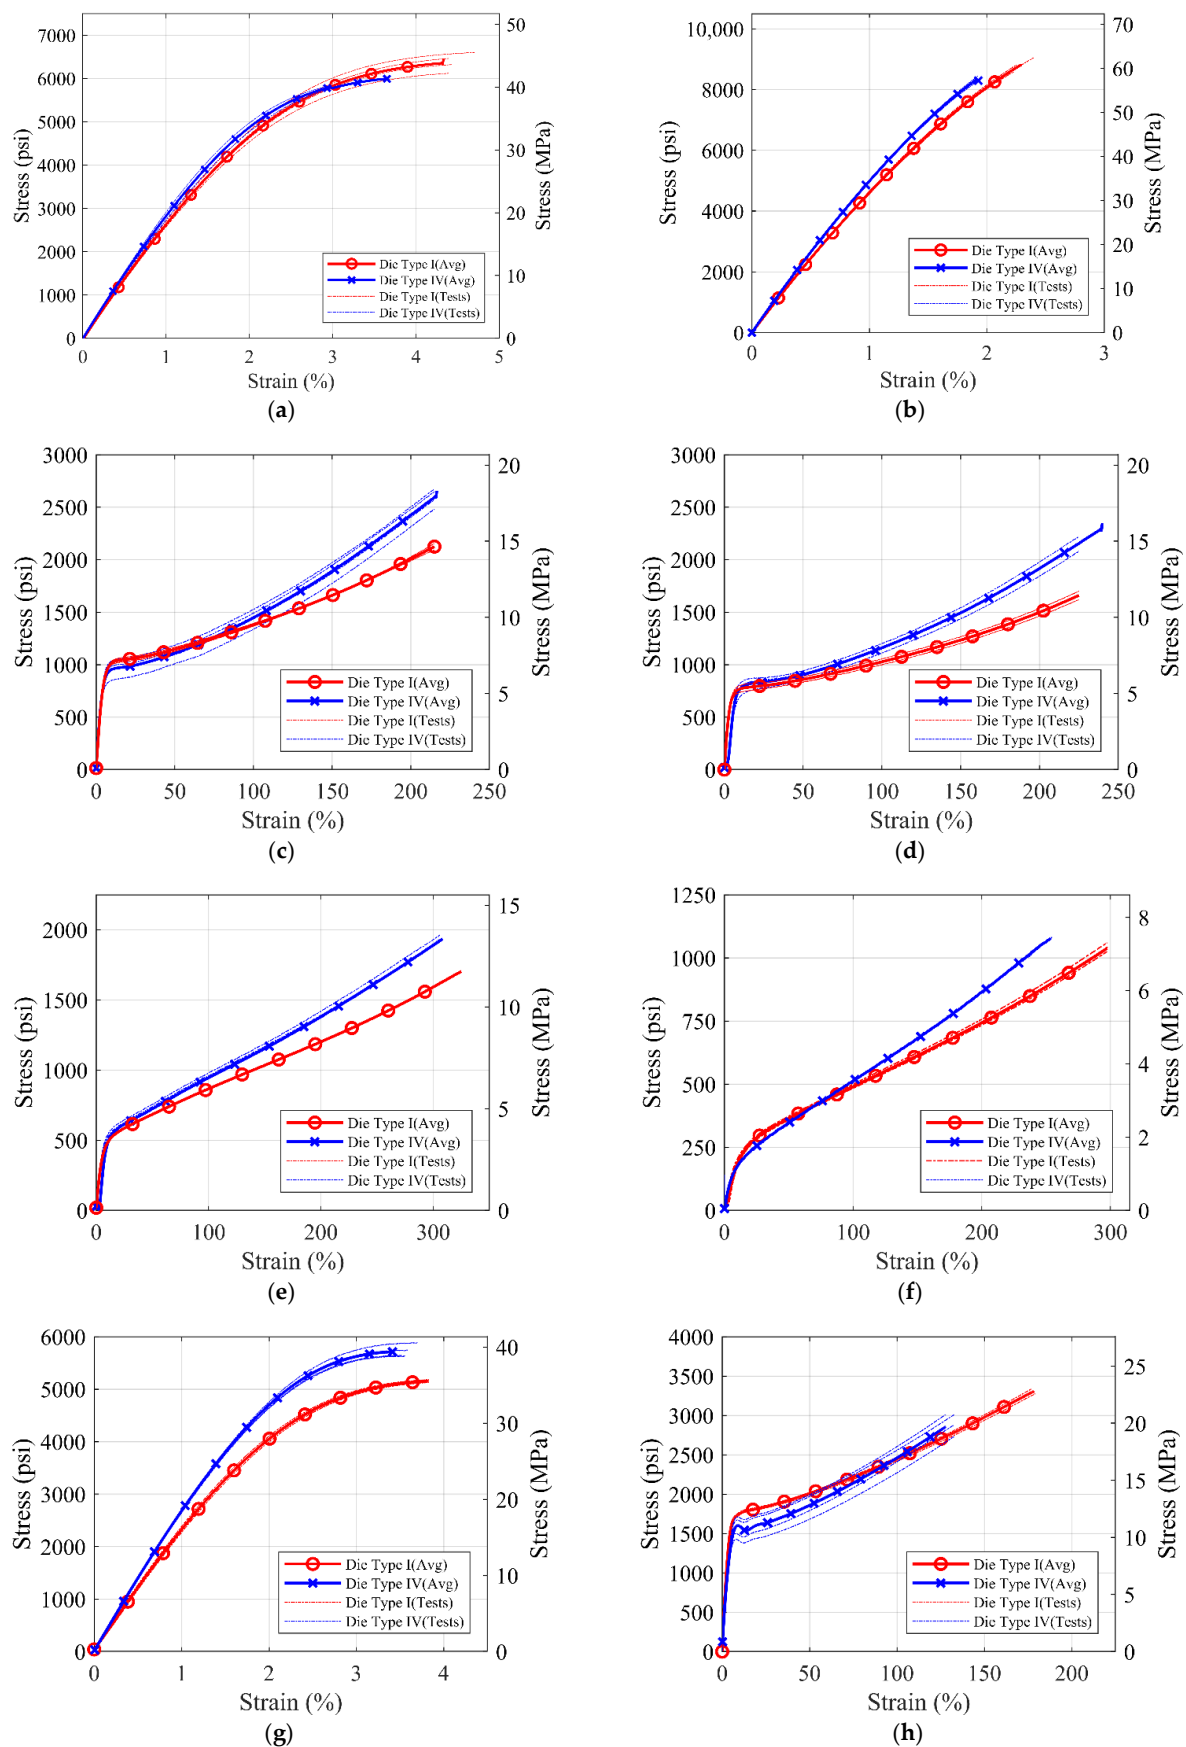 7000
6000
5000
4000
3000
2000
1000
0
Stress (psi)
50
40
30
20
10
0
Stress (MPa)
Die Type I(Avg)
Die Type IV(Avg)
Die Type I(Tests)
Die Type IV(Tests)
0 1 2 3 4 5
Strain (%)
(a)
10,000
8000
6000
4000
2000
0
Stress (psi)
70
60
50
40
30
20
10
0
Stress (MPa)
Die Type I(Avg)
Die Type IV(Avg)
Die Type I(Tests)
Die Type IV(Tests)
0 1 2 3
Strain (%)
(b)
3000
2500
2000
1500
1000
500
0
Stress (psi)
20
15
10
5
0
Stress (MPa)
Die Type I(Avg)
Die Type IV(Avg)
Die Type I(Tests)
Die Type IV(Tests)
0 50 100 150 200 250
Strain (%)
(c)
3000
2500
2000
1500
1000
500
0
Stress (psi)
20
15
10
5
0
Stress (MPa)
Die Type I(Avg)
Die Type IV(Avg)
Die Type I(Tests)
Die Type IV(Tests)
0 50 100 150 200 250
Strain (%)
(d)
2000
1500
1000
500
0
Stress (psi)
15
10
5
0
Stress (MPa)
Die Type I(Avg)
Die Type IV(Avg)
Die Type I(Tests)
Die Type IV(Tests)
0 100 200 300
Strain (%)
(e)
1250
1000
750
500
250
0
Stress (psi)
8
6
4
2
0
Stress (MPa)
Die Type I(Avg)
Die Type IV(Avg)
Die Type I(Tests)
Die Type IV(Tests)
0 100 200 300
Strain (%)
(f)
6000
5000
4000
3000
2000
1000
0
Stress (psi)
40
30
20
10
0
Stress (MPa)
Die Type I(Avg)
Die Type IV(Avg)
Die Type I(Tests)
Die Type IV(Tests)
0 1 2 3 4
Strain (%)
(g)
4000
3500
3000
2500
2000
1500
1000
500
0
Stress (psi)
25
20
15
10
5
0
Stress (MPa)
Die Type I(Avg)
Die Type IV(Avg)
Die Type I(Tests)
Die Type IV(Tests)
0 50 100 150 200
Strain (%)
(h)